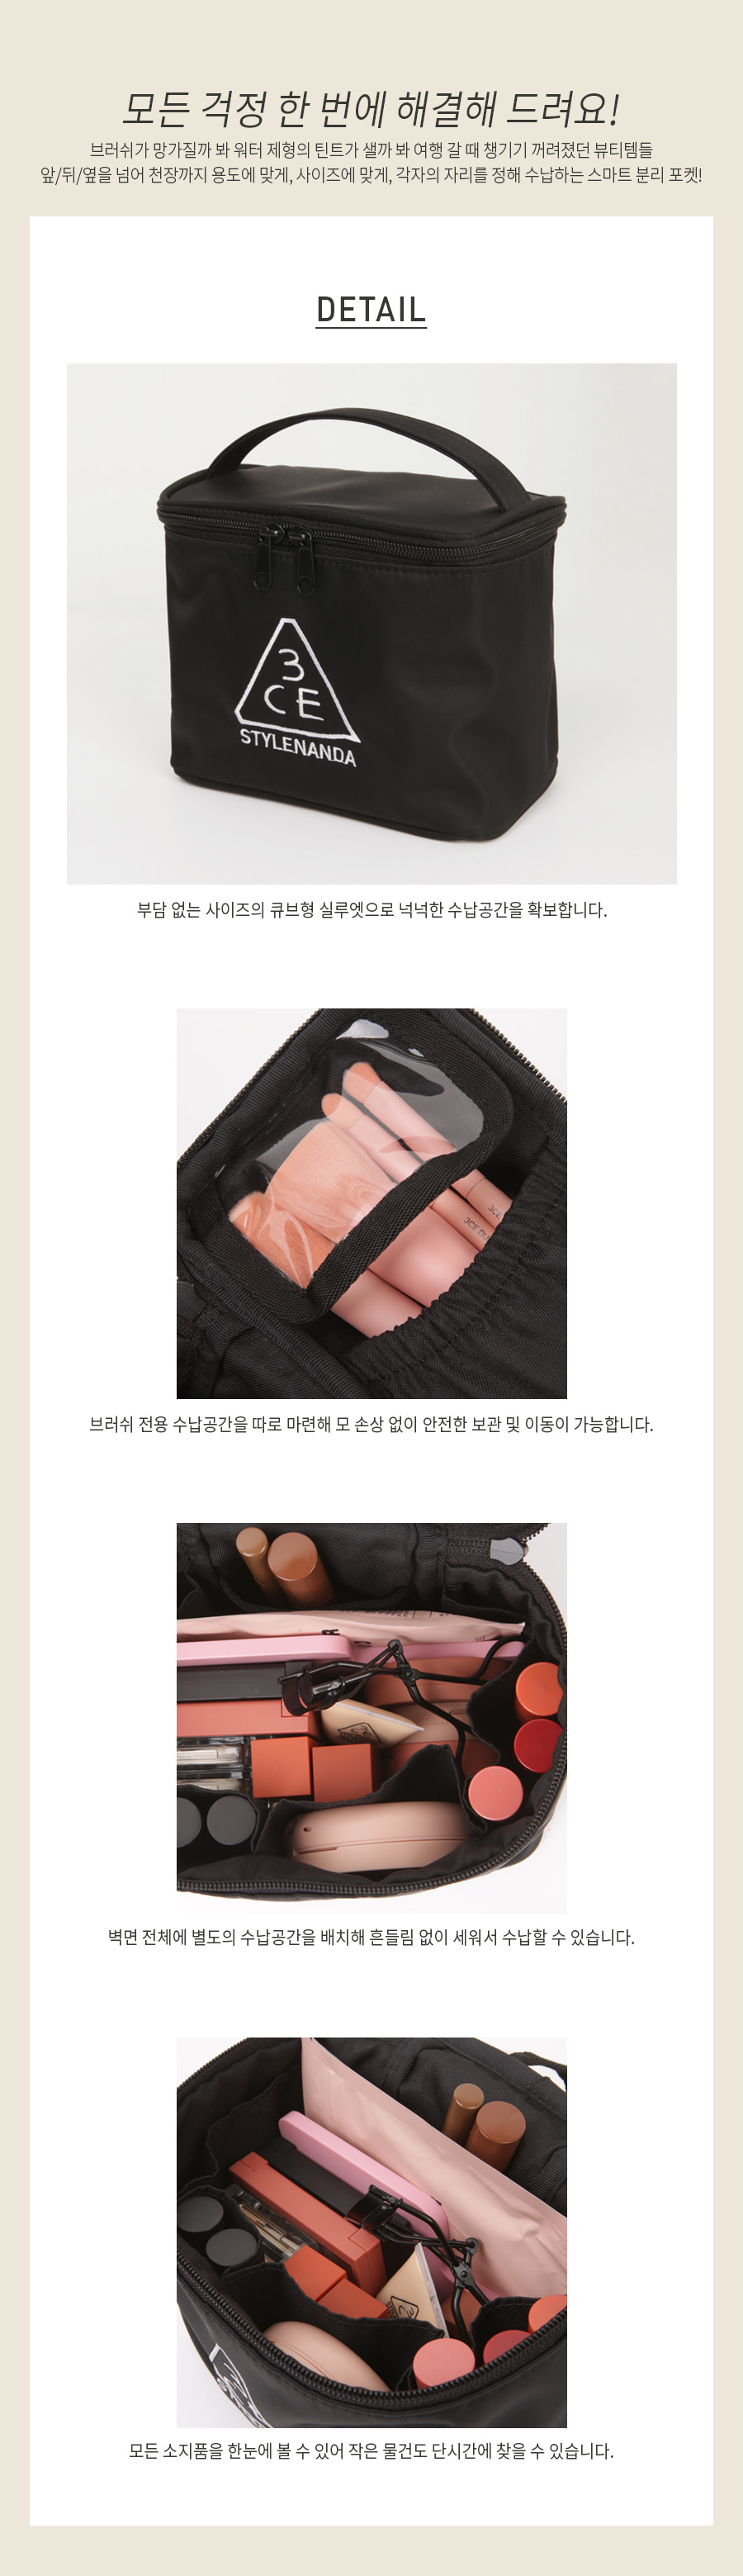 모든 걱정 한 번에 해결해 드려요!
브러쉬가 망가질까 봐 워터 제형의 틴트가 샐까 봐 여행 갈 때 챙기기 꺼려졌던 뷰티템들
앞/뒤/옆을 넘어 천장까지 용도에 맞게, 사이즈에 맞게, 각자의 자리를 정해 수납하는 스마트 분리 포켓!
DETAIL
3
CE
STYLENANDA
부담 없는 사이즈의 큐브형 실루엣으로 넉넉한 수납공간을 확보합니다.
3CE
3CE
브러쉬 전용 수납공간을 따로 마련해 모 손상 없이 안전한 보관 및 이동이 가능합니다.
벽면 전체에 별도의 수납공간을 배치해 흔들림 없이 세워서 수납할 수 있습니다.
모든 소지품을 한눈에 볼 수 있어 작은 물건도 단시간에 찾을 수 있습니다.